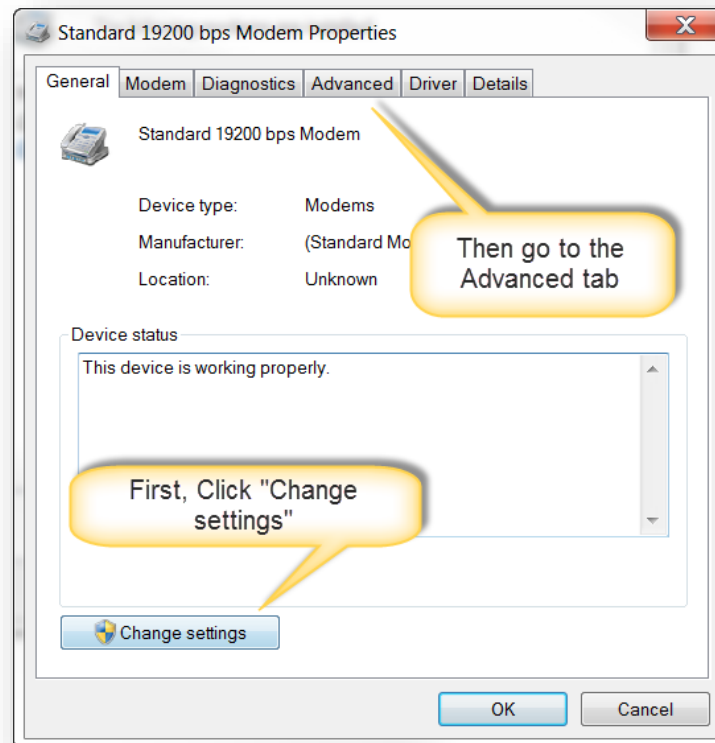 Standard 19200 bps Modem Properties
General Modem Diagnostics Advanced Driver Details
Standard 19200 bps Modem
Device type: Modems
Manufacturer: (Standard Mo
Location: Unknown
Then go to the
Advanced tab
Device status
This device is working properly.
First, Click "Change
settings"
Change settings
OK Cancel